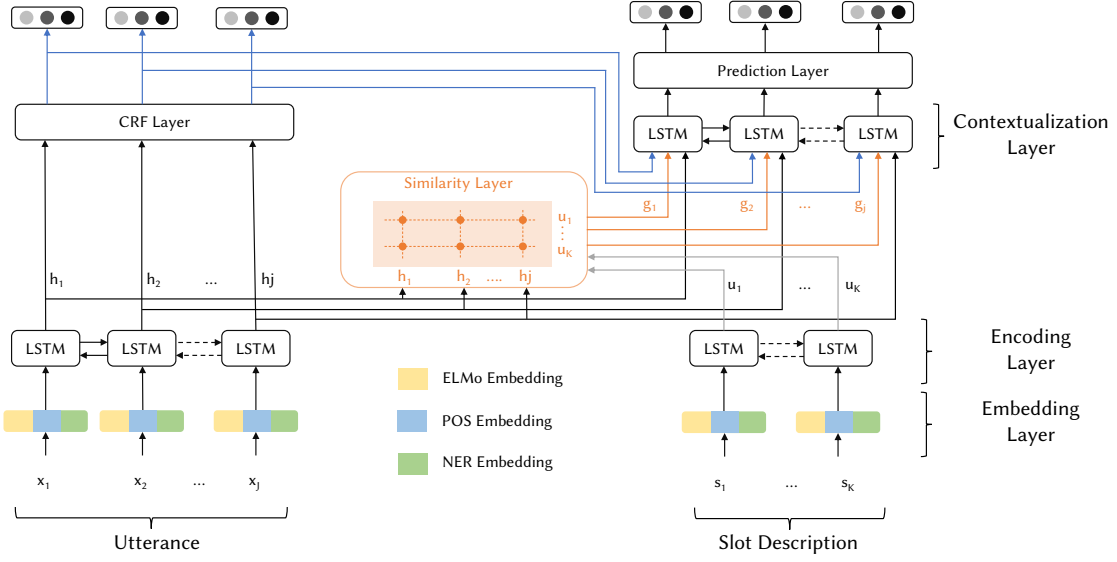 Prediction Layer
CRF Layer
LSTM LSTM LSTM
Contextualization
Layer
Similarity Layer
g1 g2 ... gj
u1
⋮
uK
h1 h2 .... hj
h1 h2 ... hj
u1 ... uK
LSTM LSTM LSTM
LSTM LSTM
Encoding
Layer
ELMo Embedding
POS Embedding
NER Embedding
Embedding
Layer
x1 x2 ... xJ
s1 ... sK
Utterance
Slot Description